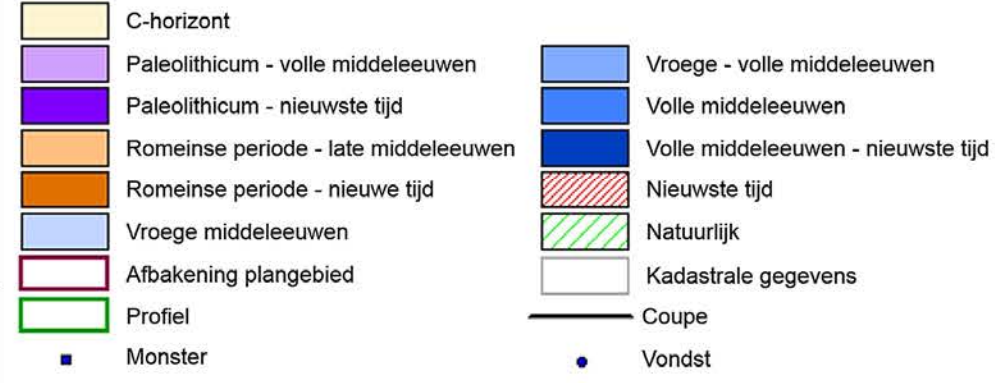 C-horizont
Paleolithicum - volle middeleeuwen
Paleolithicum - nieuwste tijd
Romeinse periode - late middeleeuwen
Romeinse periode - nieuwe tijd
Vroege middeleeuwen
Afbakening plangebied
Profiel
Monster
Vroege - volle middeleeuwen
Volle middeleeuwen
Volle middeleeuwen - nieuwste tijd
Nieuwste tijd
Natuurlijk
Kadastrale gegevens
Coupe
Vondst